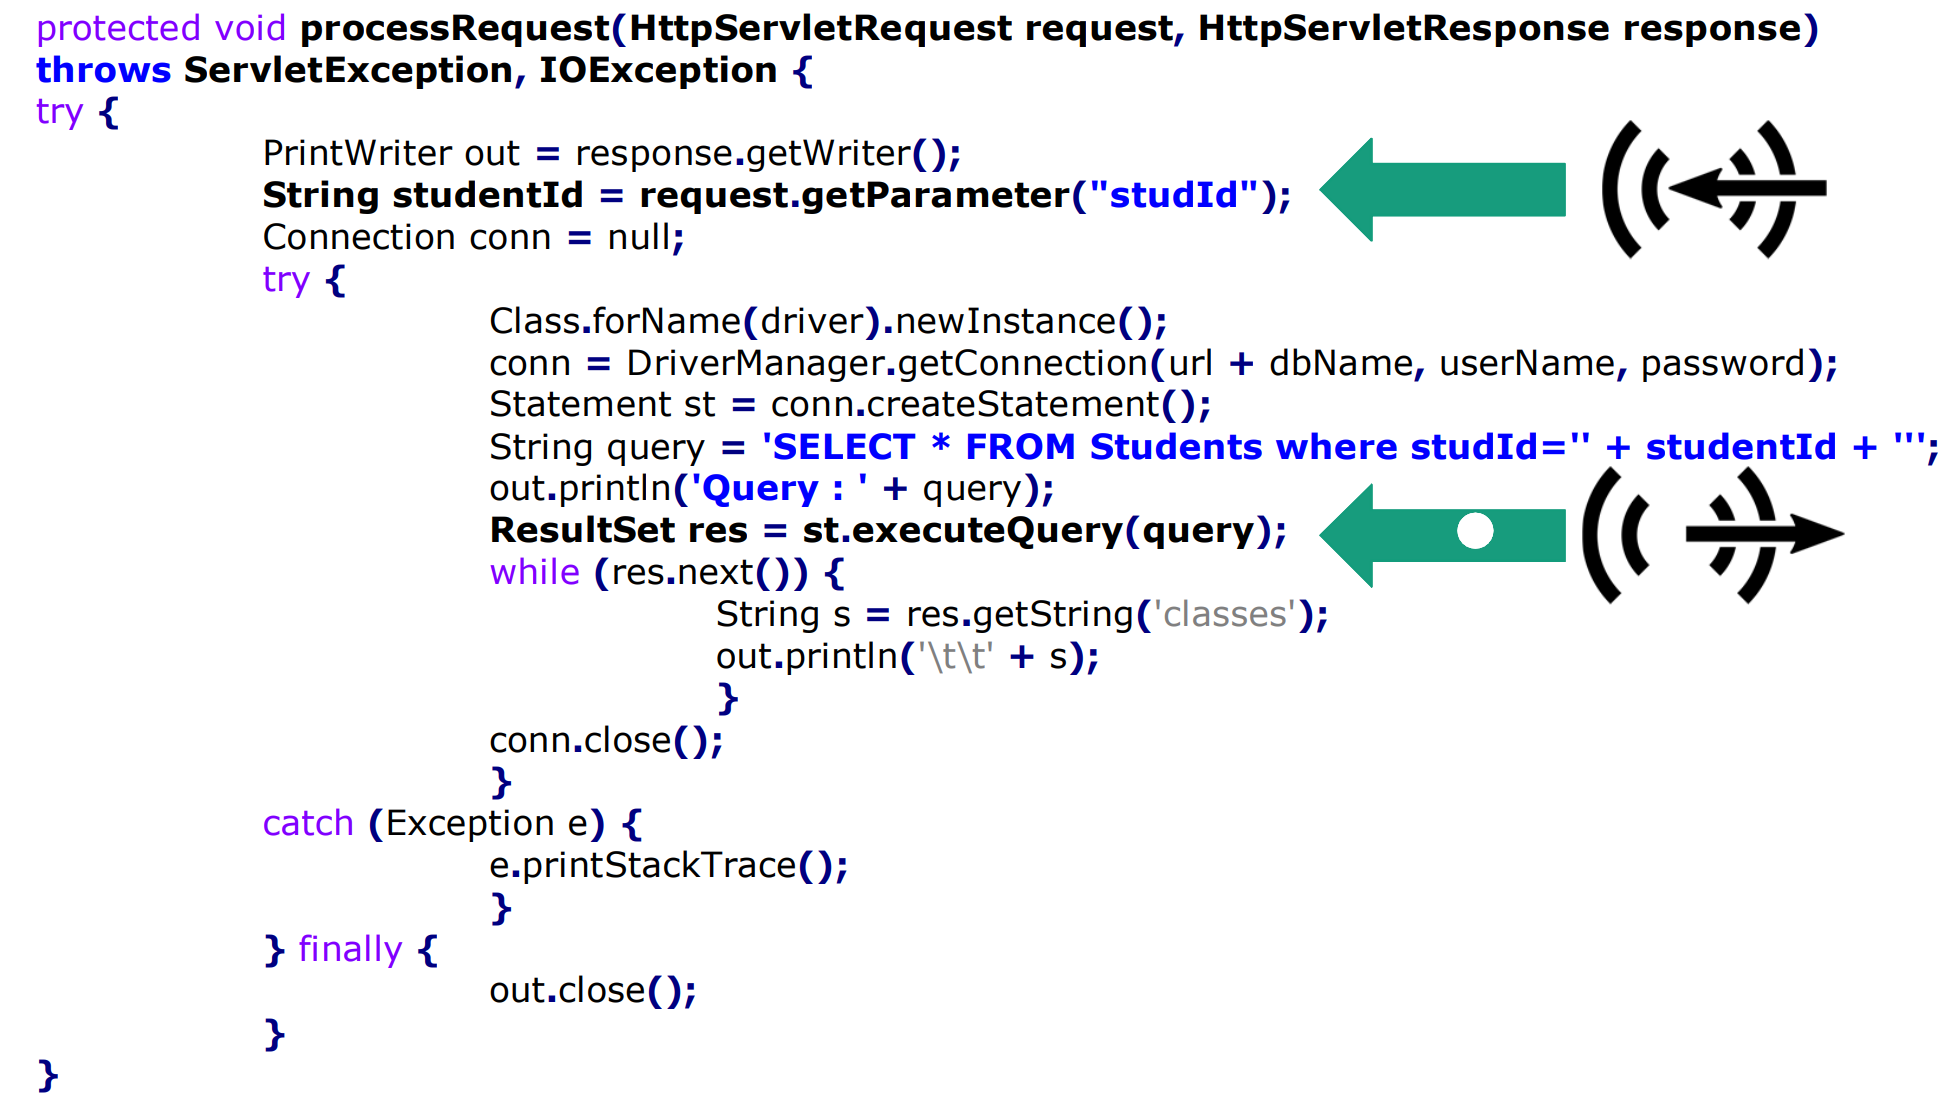 protected void processRequest(HttpServletRequest request, HttpServletResponse response)
throws ServletException, IOException {
try {
PrintWriter out = response.getWriter();
String studentId = request.getParameter("studId");
Connection conn = null;
try {
Class.forName(driver).newInstance();
conn = DriverManager.getConnection(url + dbName, userName, password);
Statement st = conn.createStatement();
String query = 'SELECT * FROM Students where studId='' + studentId + ''';
out.println('Query : ' + query);
ResultSet res = st.executeQuery(query);
while (res.next()) {
String s = res.getString('classes');
out.println('\t\t' + s);
}
conn.close();
}
catch (Exception e) {
e.printStackTrace();
}
} finally {
out.close();
}
}